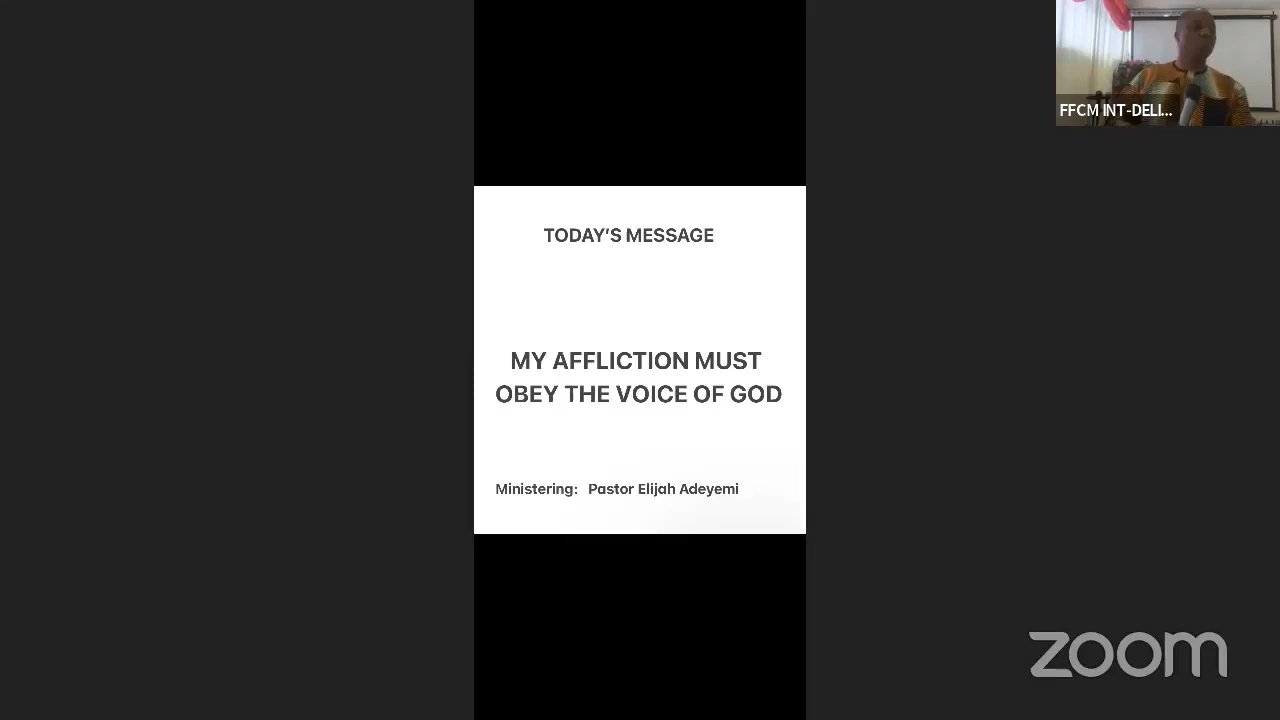 FFCM INT-DELI...
TODAY'S MESSAGE
MY AFFLICTION MUST
OBEY THE VOICE OF GOD
Ministering: Pastor Elijah Adeyemi
zoom